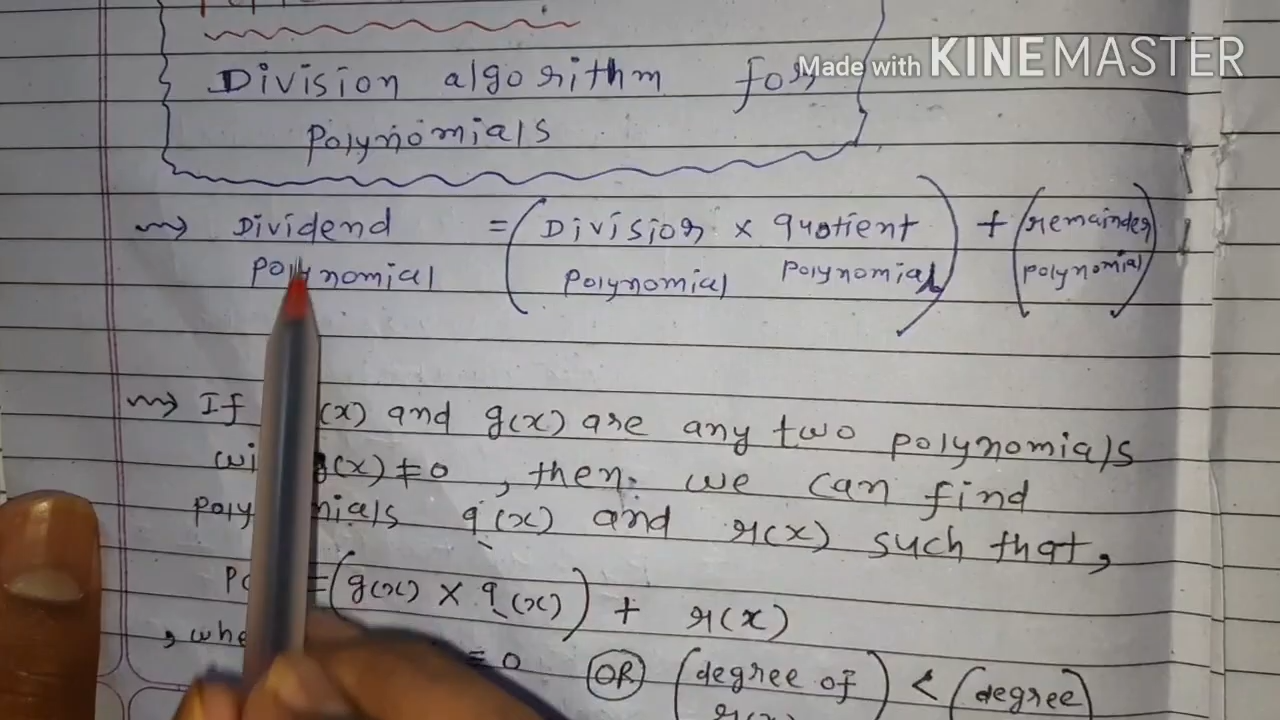 Made with KINEMASTER
Division algorithm for
polynomials
Dividend = (Division × quotient) + (remainder
polynomial polynomial polynomial polynomial)
If (x) and g(x) are any two polynomials
g(x) ≠ 0, then, we can find
q(x) and r(x) such that,
= (g(x) × q(x)) + r(x)
= 0 OR (degree of) < (degree
r(x)